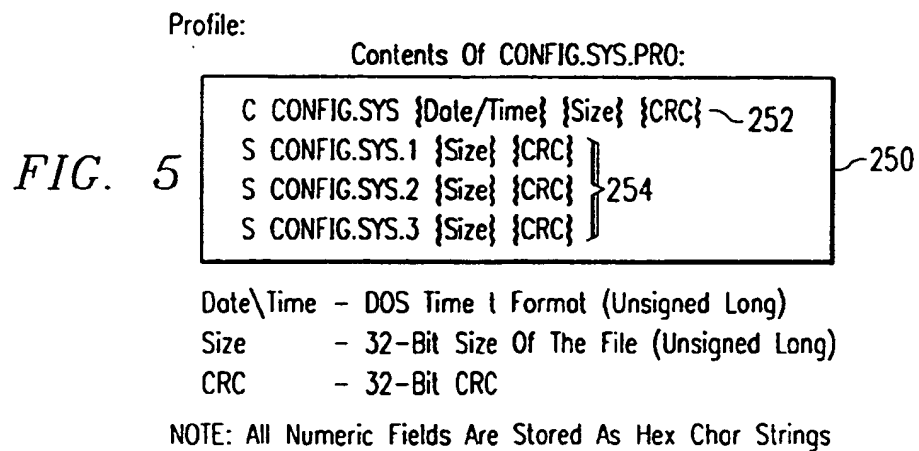 Profile:
Contents Of CONFIG.SYS.PRO:
C CONFIG.SYS {Date/Time} {Size} {CRC} 252
S CONFIG.SYS.1 {Size} {CRC}
S CONFIG.SYS.2 {Size} {CRC} 254
S CONFIG.SYS.3 {Size} {CRC}
250
FIG. 5
Date\Time - DOS Time t Format (Unsigned Long)
Size - 32-Bit Size Of The File (Unsigned Long)
CRC - 32-Bit CRC
NOTE: All Numeric Fields Are Stored As Hex Char Strings